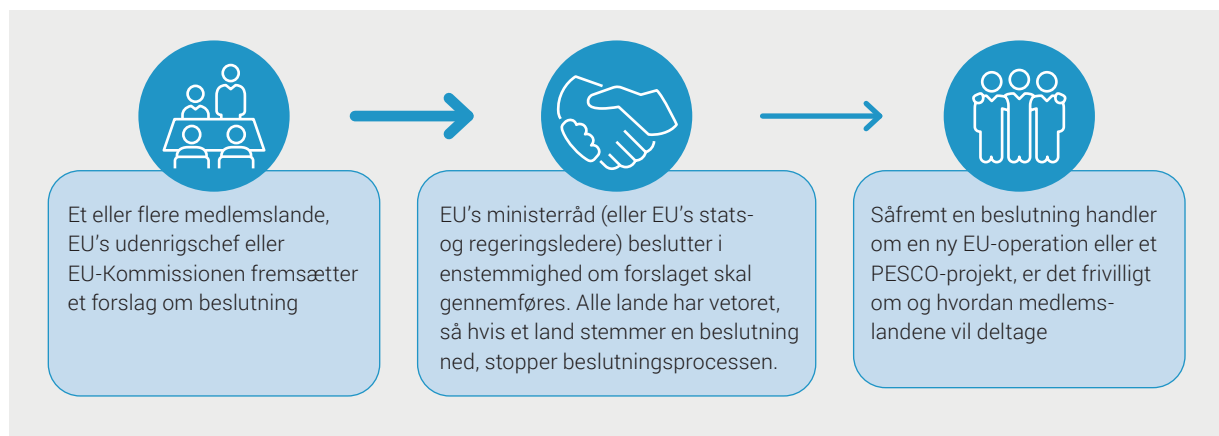 Et eller flere medlemslande,
EU's udenrigschef eller
EU-Kommissionen fremsætter
et forslag om beslutning
EU's ministerråd (eller EU's stats-
og regeringsledere) beslutter i
enstemmighed om forslaget skal
gennemføres. Alle lande har vetoret,
så hvis et land stemmer en beslutning
ned, stopper beslutningsprocessen.
Såfremt en beslutning handler
om en ny EU-operation eller et
PESCO-projekt, er det frivilligt
om og hvordan medlems-
landene vil deltage